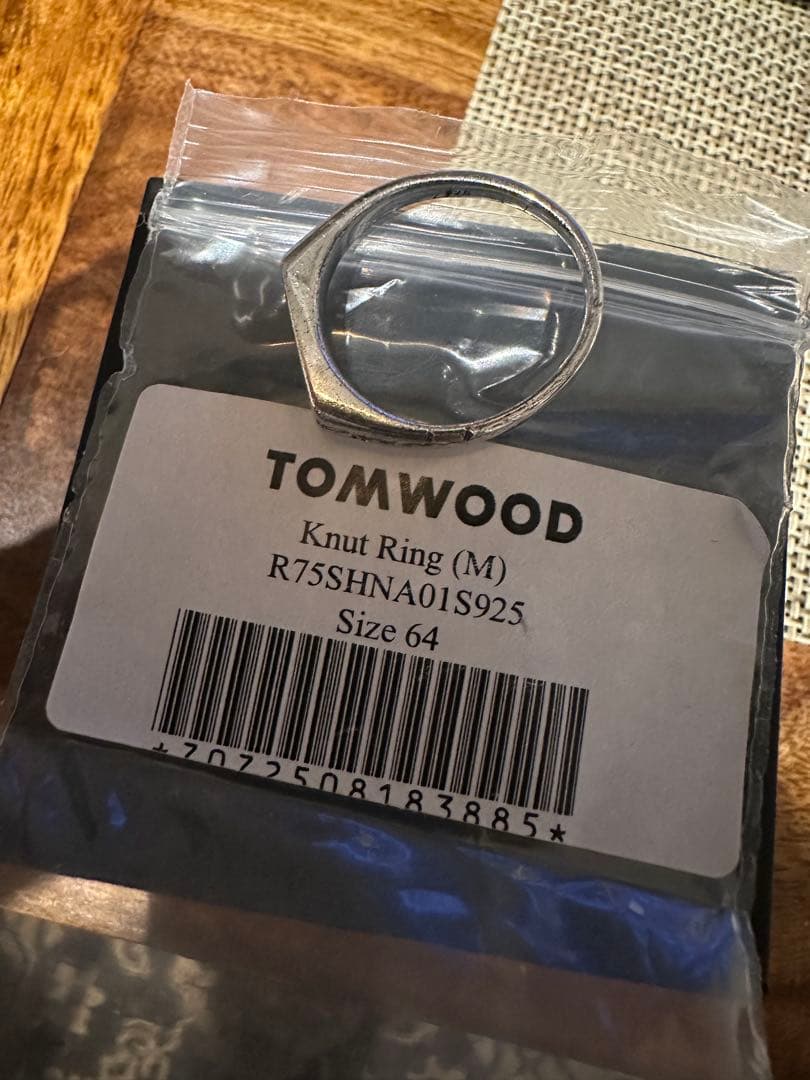 TOMWOOD
Knut Ring (M)
R75SHNA01S925
Size 64
*7072508183885*